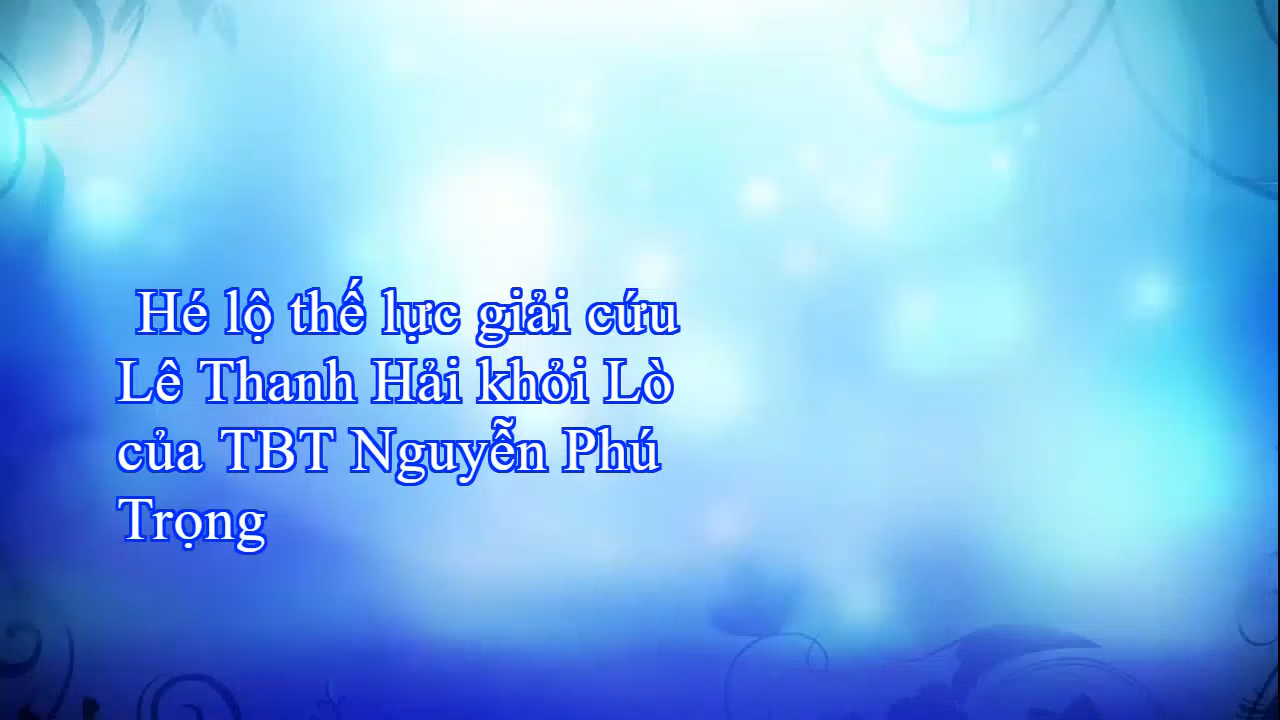 Hé lộ thế lực giải cứu
Lê Thanh Hải khỏi Lò
của TBT Nguyễn Phú
Trọng